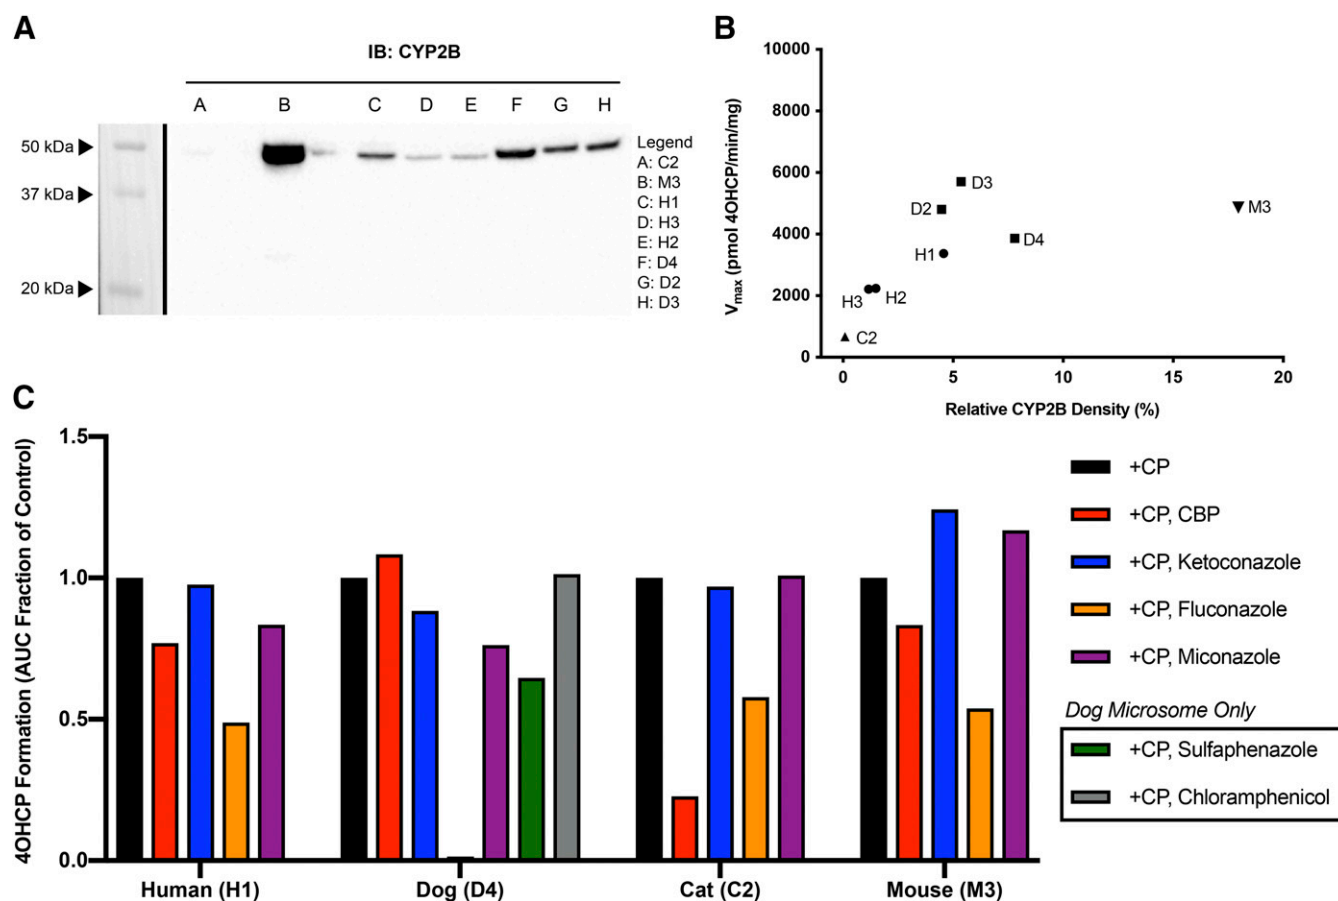 A
IB: CYP2B
A B C D E F G H
50 kDa
37 kDa
20 kDa
Legend
A: C2
B: M3
C: H1
D: H3
E: H2
F: D4
G: D2
H: D3
B
Vmax (pmol 4OHCP/min/mg)
10000
8000
6000
4000
2000
0
D3
D2
M3
D4
H1
H3
H2
C2
0 5 10 15 20
Relative CYP2B Density (%)
C
4OHCP Formation (AUC Fraction of Control)
1.5
1.0
0.5
0.0
Human (H1) Dog (D4) Cat (C2) Mouse (M3)
+CP
+CP, CBP
+CP, Ketoconazole
+CP, Fluconazole
+CP, Miconazole
Dog Microsome Only
+CP, Sulfaphenazole
+CP, Chloramphenicol